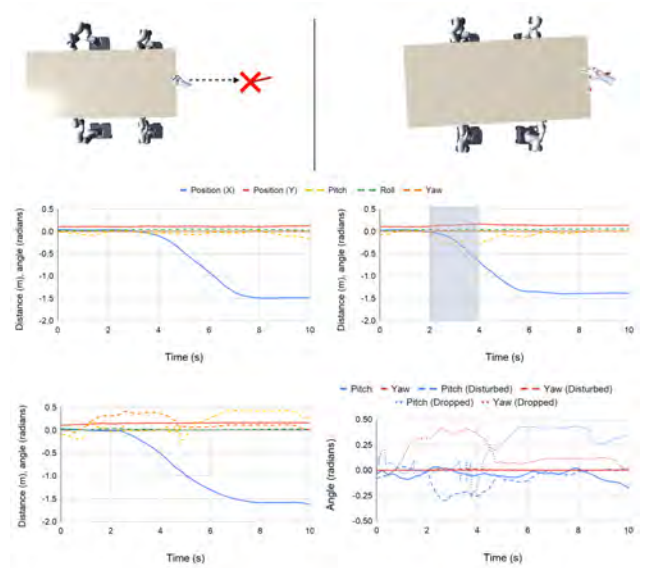 Position (X) Position (Y) Pitch Roll Yaw
Distance (m), angle (radians)
0.5
0.0
-0.5
-1.0
-1.5
-2.0
0 2 4 6 8 10
Time (s)
Distance (m), angle (radians)
0.5
0.0
-0.5
-1.0
-1.5
-2.0
0 2 4 6 8 10
Time (s)
Distance (m), angle (radians)
0.5
0.0
-0.5
-1.0
-1.5
-2.0
0 2 4 6 8 10
Time (s)
Pitch Yaw Pitch (Disturbed) Yaw (Disturbed)
Pitch (Dropped) Yaw (Dropped)
Angle (radians)
0.50
0.25
0.00
-0.25
-0.50
0 2 4 6 8 10
Time (s)